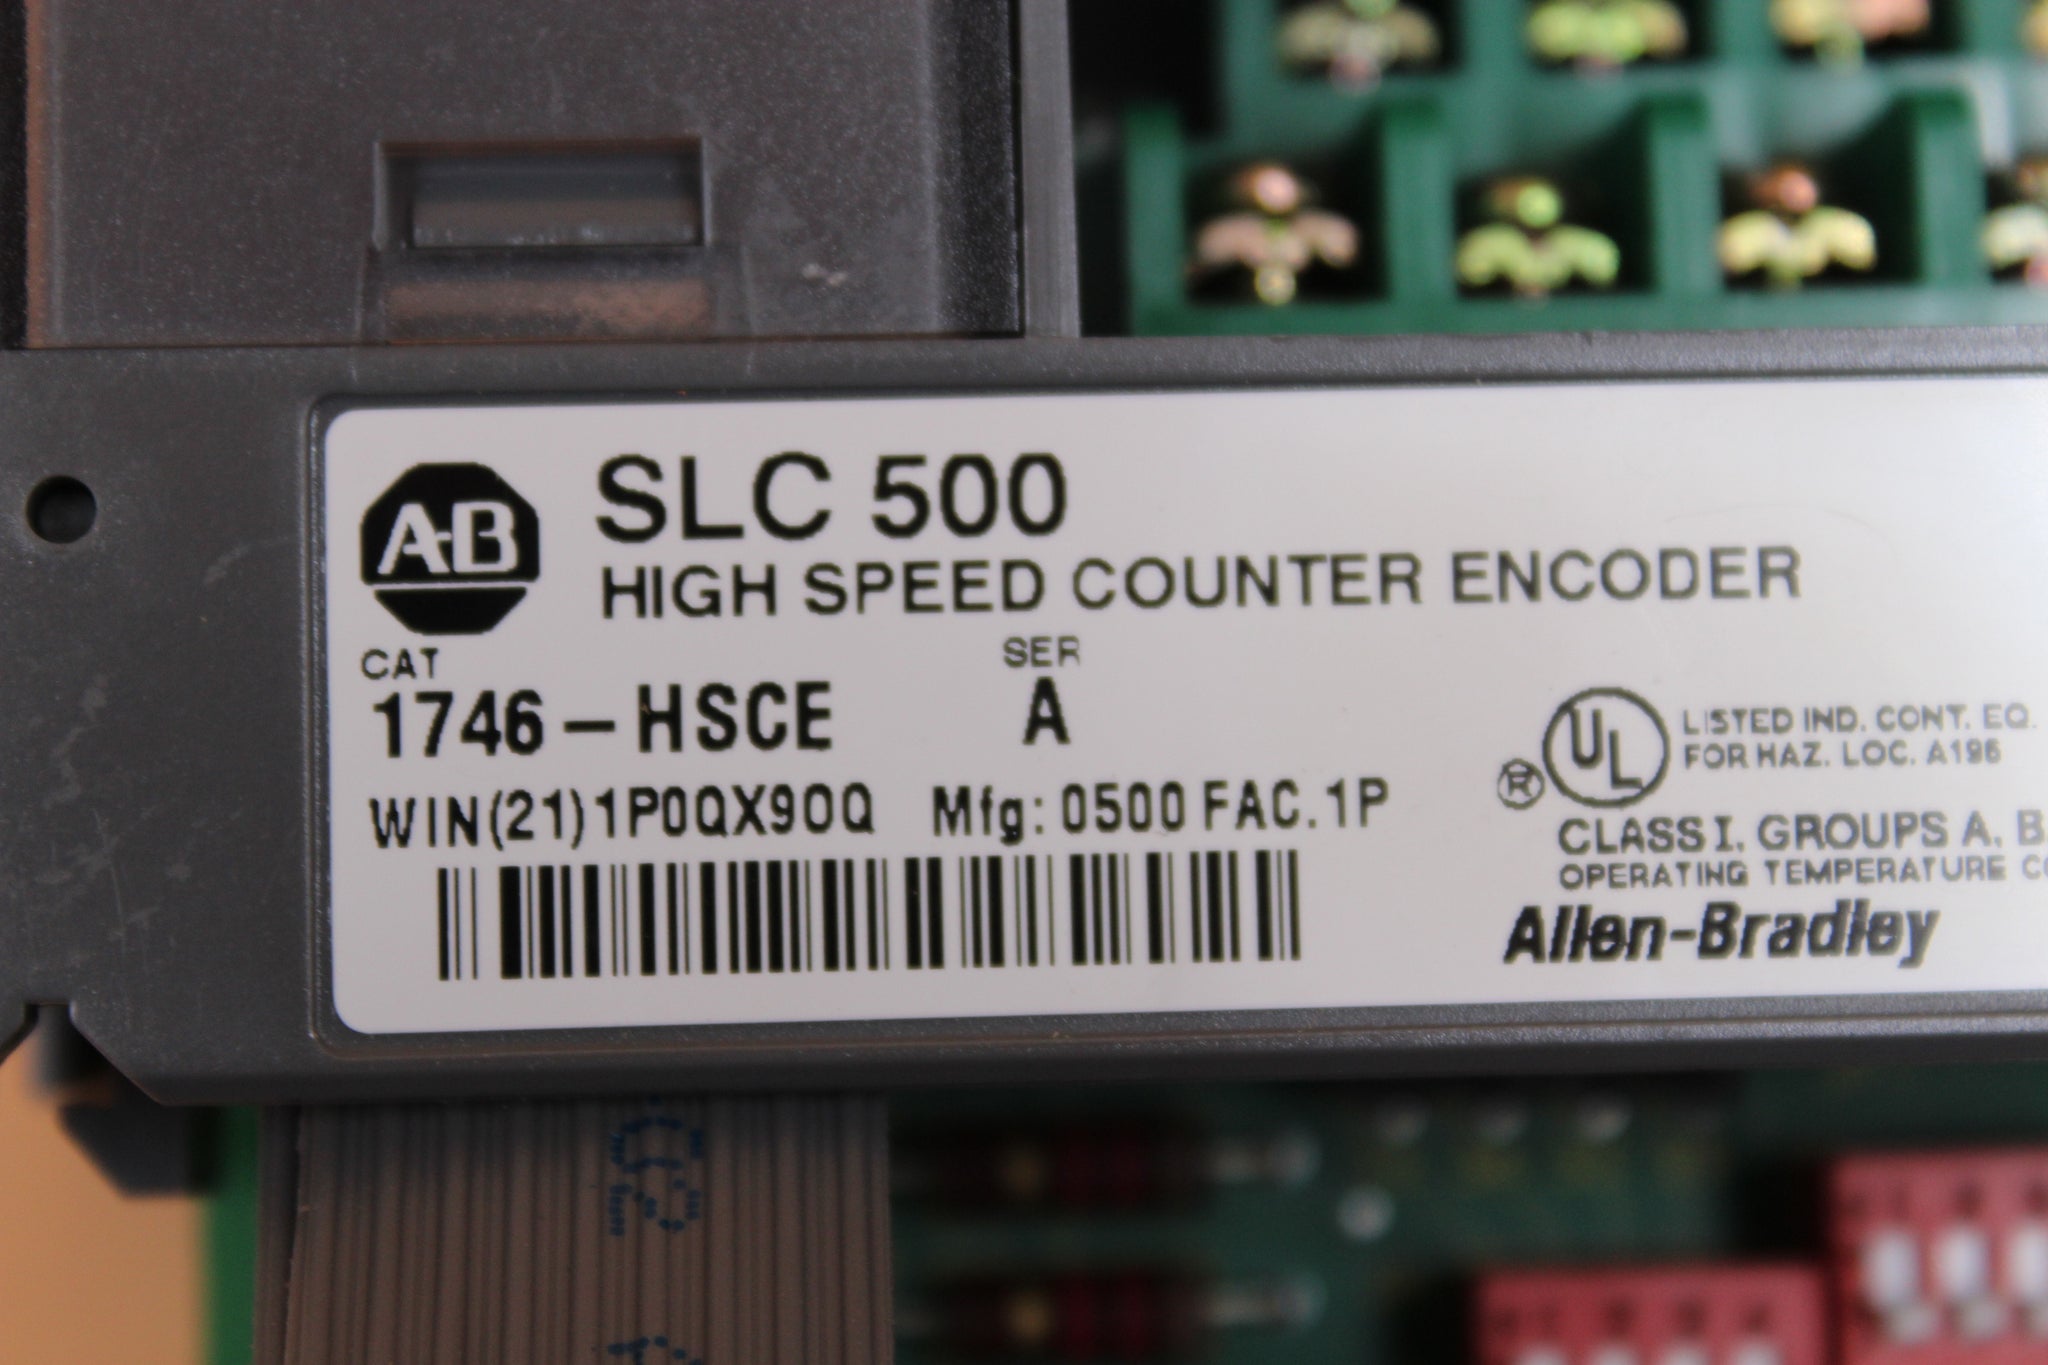 A-B
SLC 500
HIGH SPEED COUNTER ENCODER
CAT
SER
1746-HSCE
A
WIN(21)1P0QX90Q Mfg: 0500 FAC. 1P
® UL
LISTED IND. CONT. EQ.
FOR HAZ. LOC. A196
CLASS I, GROUPS A, B
OPERATING TEMPERATURE
Allen-Bradley